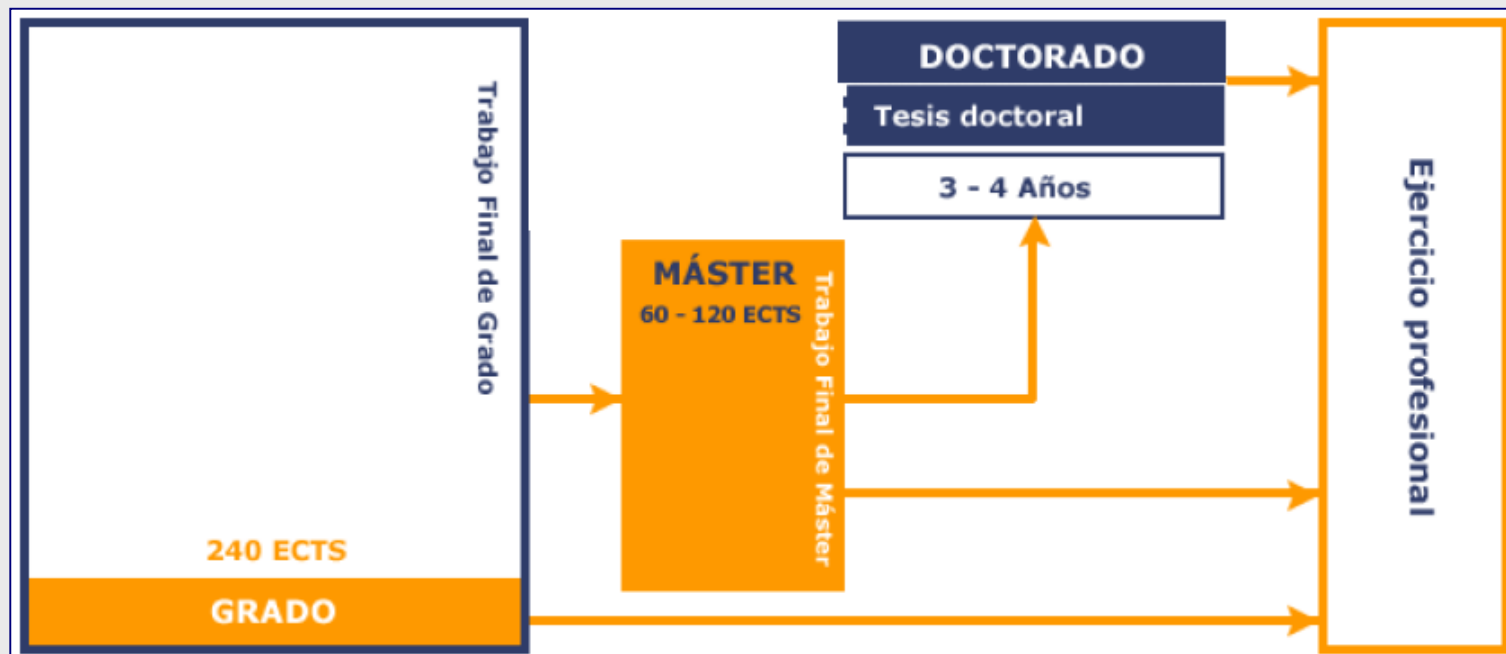 Trabajo Final de Grado
240 ECTS
GRADO
MÁSTER
60 - 120 ECTS
Trabajo Final de Máster
DOCTORADO
Tesis doctoral
3 - 4 Años
Ejercicio profesional